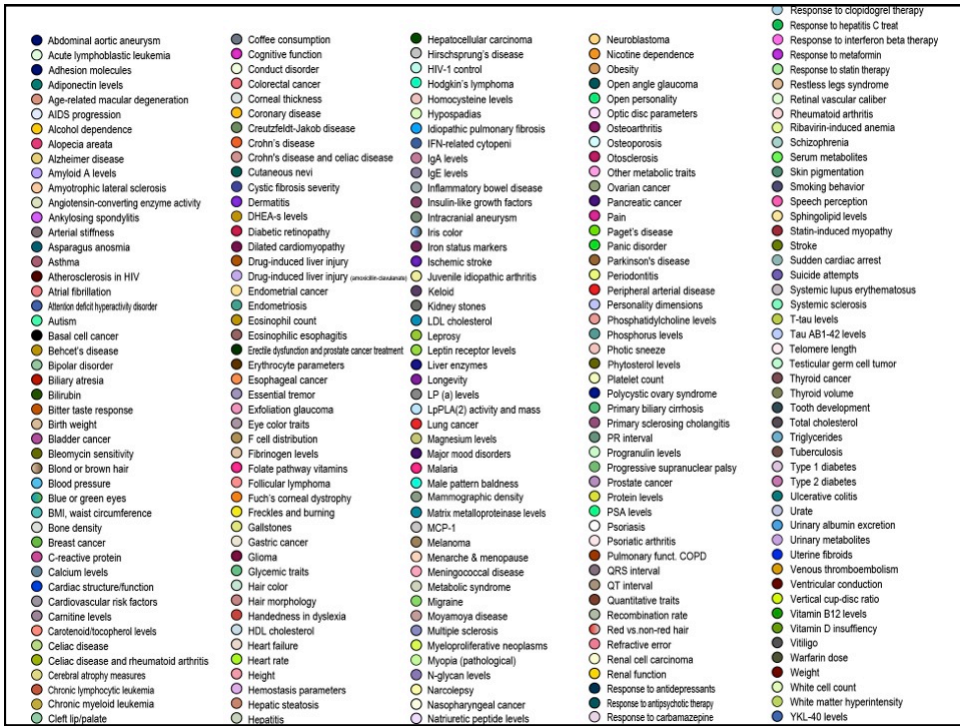 Abdominal aortic aneurysm
Acute lymphoblastic leukemia
Adhesion molecules
Adiponectin levels
Age-related macular degeneration
AIDS progression
Alcohol dependence
Alopecia areata
Alzheimer disease
Amyloid A levels
Amyotrophic lateral sclerosis
Angiotensin-converting enzyme activity
Ankylosing spondylitis
Arterial stiffness
Asparagus anosmia
Asthma
Atherosclerosis in HIV
Atrial fibrillation
Attention deficit hyperactivity disorder
Autism
Basal cell cancer
Behcet's disease
Bipolar disorder
Biliary atresia
Bilirubin
Bitter taste response
Birth weight
Bladder cancer
Bleomycin sensitivity
Blond or brown hair
Blood pressure
Blue or green eyes
BMI, waist circumference
Bone density
Breast cancer
C-reactive protein
Calcium levels
Cardiac structure/function
Cardiovascular risk factors
Carnitine levels
Carotenoid/tocopherol levels
Celiac disease
Celiac disease and rheumatoid arthritis
Cerebral atrophy measures
Chronic lymphocytic leukemia
Chronic myeloid leukemia
Cleft lip/palate
Coffee consumption
Cognitive function
Conduct disorder
Colorectal cancer
Corneal thickness
Coronary disease
Creutzfeldt-Jakob disease
Crohn's disease
Crohn's disease and celiac disease
Cutaneous nevi
Cystic fibrosis severity
Dermatitis
DHEA-s levels
Diabetic retinopathy
Dilated cardiomyopathy
Drug-induced liver injury
Drug-induced liver injury (amoxicillin-clavulanate)
Endometrial cancer
Endometriosis
Eosinophil count
Eosinophilic esophagitis
Erectile dysfunction and prostate cancer treatment
Erythrocyte parameters
Esophageal cancer
Essential tremor
Exfoliation glaucoma
Eye color traits
F cell distribution
Fibrinogen levels
Folate pathway vitamins
Follicular lymphoma
Fuch's corneal dystrophy
Freckles and burning
Gallstones
Gastric cancer
Glioma
Glycemic traits
Hair color
Hair morphology
Handedness in dyslexia
HDL cholesterol
Heart failure
Heart rate
Height
Hemostasis parameters
Hepatic steatosis
Hepatitis
Hepatocellular carcinoma
Hirschsprung's disease
HIV-1 control
Hodgkin's lymphoma
Homocysteine levels
Hypospadias
Idiopathic pulmonary fibrosis
IFN-related cytopeni
IgA levels
IgE levels
Inflammatory bowel disease
Insulin-like growth factors
Intracranial aneurysm
Iris color
Iron status markers
Ischemic stroke
Juvenile idiopathic arthritis
Keloid
Kidney stones
LDL cholesterol
Leprosy
Leptin receptor levels
Liver enzymes
Longevity
LP (a) levels
LpPLA(2) activity and mass
Lung cancer
Magnesium levels
Major mood disorders
Malaria
Male pattern baldness
Mammographic density
Matrix metalloproteinase levels
MCP-1
Melanoma
Menarche & menopause
Meningococcal disease
Metabolic syndrome
Migraine
Moyamoya disease
Multiple sclerosis
Myeloproliferative neoplasms
Myopia (pathological)
N-glycan levels
Narcolepsy
Nasopharyngeal cancer
Natriuretic peptide levels
Neuroblastoma
Nicotine dependence
Obesity
Open angle glaucoma
Open personality
Optic disc parameters
Osteoarthritis
Osteoporosis
Otosclerosis
Other metabolic traits
Ovarian cancer
Pancreatic cancer
Pain
Paget's disease
Panic disorder
Parkinson's disease
Periodontitis
Peripheral arterial disease
Personality dimensions
Phosphatidylcholine levels
Phosphorus levels
Photic sneeze
Phytosterol levels
Platelet count
Polycystic ovary syndrome
Primary biliary cirrhosis
Primary sclerosing cholangitis
PR interval
Progranulin levels
Progressive supranuclear palsy
Prostate cancer
Protein levels
PSA levels
Psoriasis
Psoriatic arthritis
Pulmonary funct. COPD
QRS interval
QT interval
Quantitative traits
Recombination rate
Red vs.non-red hair
Refractive error
Renal cell carcinoma
Renal function
Response to antidepressants
Response to antipsychotic therapy
Response to carbamazepine
Response to clopidogrel therapy
Response to hepatitis C treat
Response to interferon beta therapy
Response to metaformin
Response to statin therapy
Restless legs syndrome
Retinal vascular caliber
Rheumatoid arthritis
Ribavirin-induced anemia
Schizophrenia
Serum metabolites
Skin pigmentation
Smoking behavior
Speech perception
Sphingolipid levels
Statin-induced myopathy
Stroke
Sudden cardiac arrest
Suicide attempts
Systemic lupus erythematosus
Systemic sclerosis
T-tau levels
Tau AB1-42 levels
Telomere length
Testicular germ cell tumor
Thyroid cancer
Thyroid volume
Tooth development
Total cholesterol
Triglycerides
Tuberculosis
Type 1 diabetes
Type 2 diabetes
Ulcerative colitis
Urate
Urinary albumin excretion
Urinary metabolites
Uterine fibroids
Venous thromboembolism
Ventricular conduction
Vertical cup-disc ratio
Vitamin B12 levels
Vitamin D insuffiency
Vitiligo
Warfarin dose
Weight
White cell count
White matter hyperintensity
YKL-40 levels